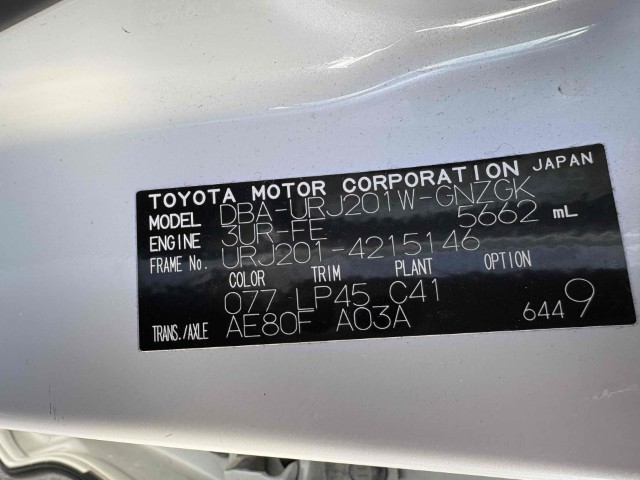 TOYOTA MOTOR CORPORATION JAPAN
MODEL DBA-URJ201W-GNZGK
ENGINE 3UR-FE 5662 mL
FRAME No. URJ201-4215146
COLOR TRIM PLANT OPTION
077 LP45 C41
TRANS./AXLE AE80F A03A 6449